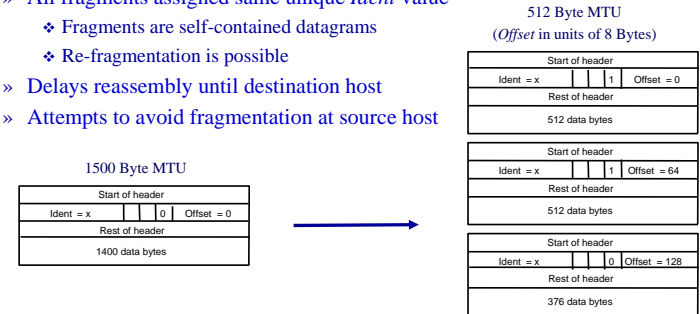 » All fragments assigned same unique Ident value
❖ Fragments are self-contained datagrams
❖ Re-fragmentation is possible
» Delays reassembly until destination host
» Attempts to avoid fragmentation at source host
1500 Byte MTU
Start of header
Ident = x 0 Offset = 0
Rest of header
1400 data bytes
512 Byte MTU
(Offset in units of 8 Bytes)
Start of header
Ident = x 1 Offset = 0
Rest of header
512 data bytes
Start of header
Ident = x 1 Offset = 64
Rest of header
512 data bytes
Start of header
Ident = x 0 Offset = 128
Rest of header
376 data bytes